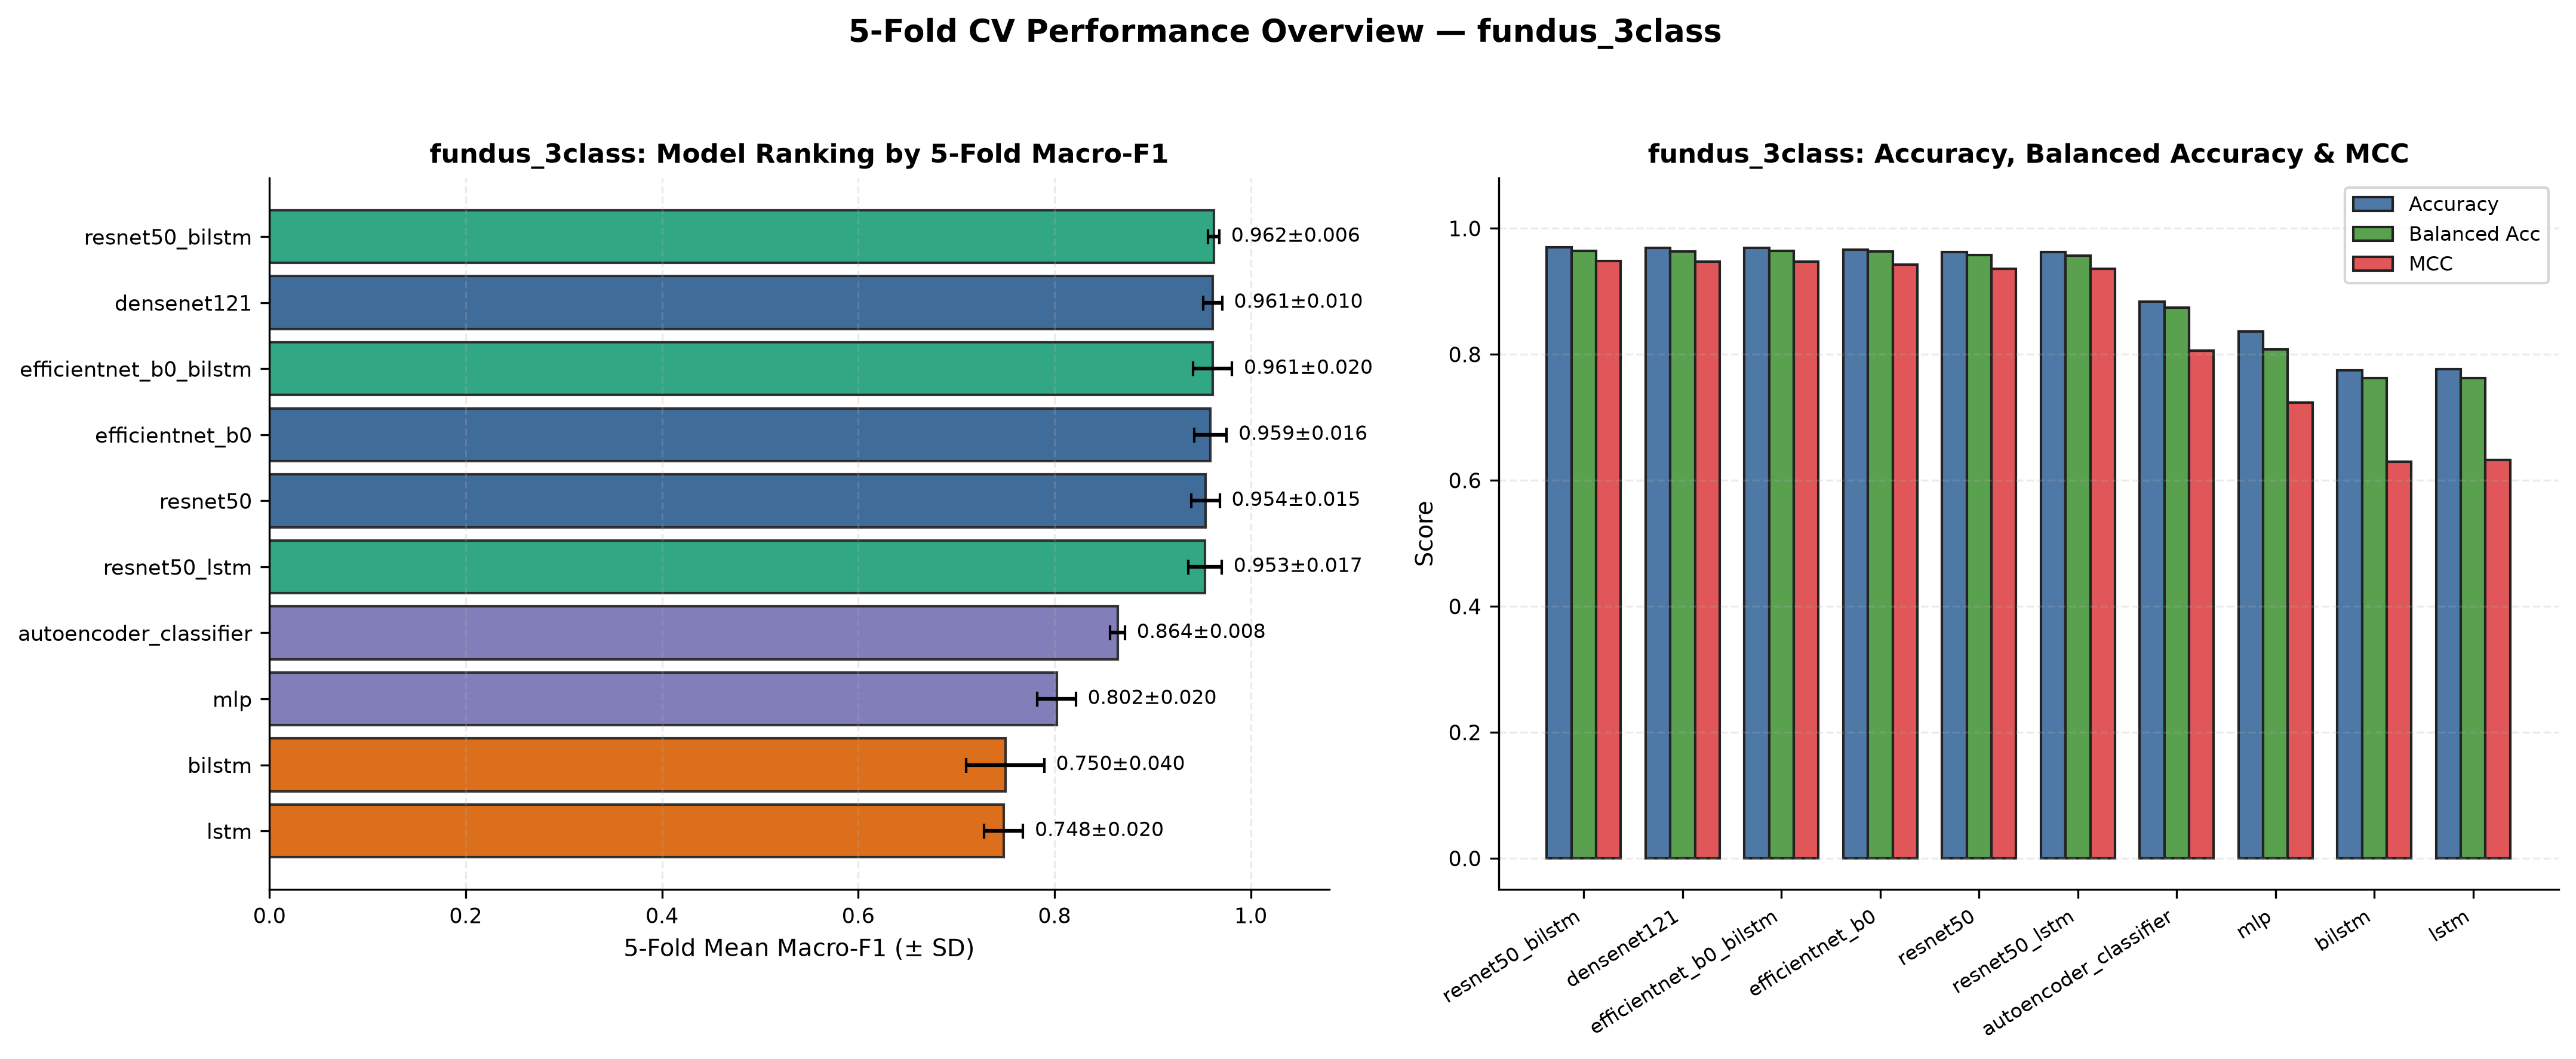 5-Fold CV Performance Overview — fundus_3class
fundus_3class: Model Ranking by 5-Fold Macro-F1
resnet50_bilstm
0.962±0.006
densenet121
0.961±0.010
efficientnet_b0_bilstm
0.961±0.020
efficientnet_b0
0.959±0.016
resnet50
0.954±0.015
resnet50_lstm
0.953±0.017
autoencoder_classifier
0.864±0.008
mlp
0.802±0.020
bilstm
0.750±0.040
lstm
0.748±0.020
0.0 0.2 0.4 0.6 0.8 1.0
5-Fold Mean Macro-F1 (± SD)
fundus_3class: Accuracy, Balanced Accuracy & MCC
Accuracy
Balanced Acc
MCC
Score
1.0
0.8
0.6
0.4
0.2
0.0
resnet50_bilstm
densenet121
efficientnet_b0_bilstm
efficientnet_b0
resnet50
resnet50_lstm
autoencoder_classifier
mlp
bilstm
lstm